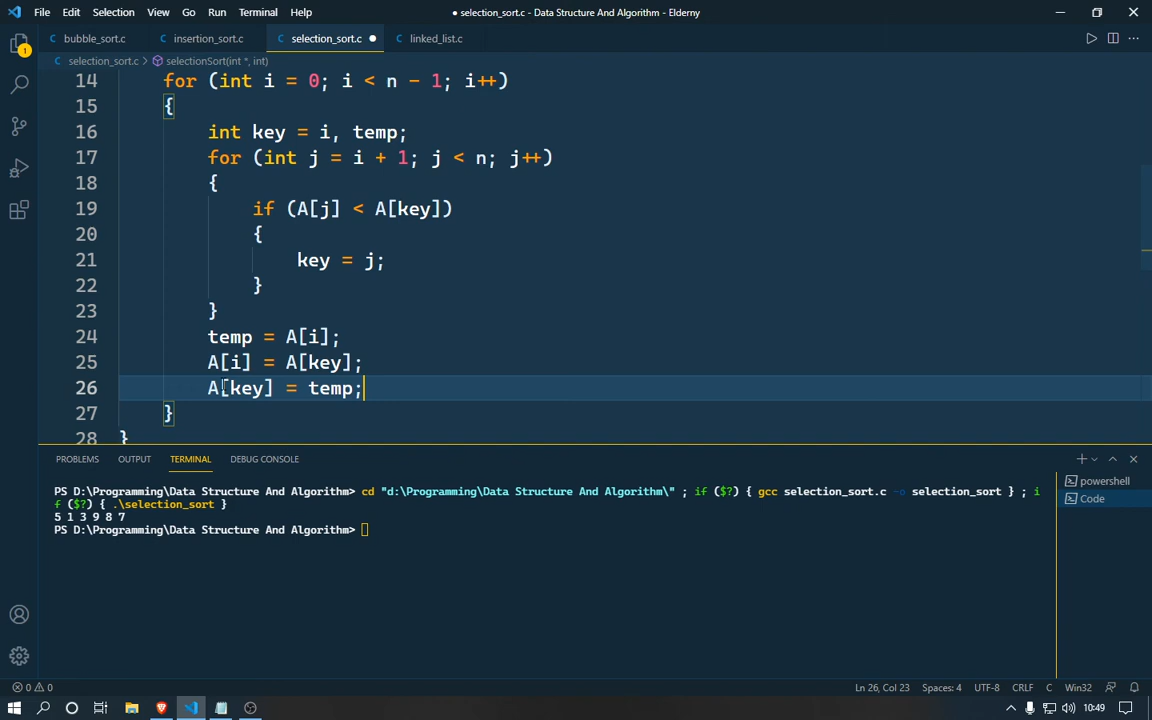 File Edit Selection View Go Run Terminal Help
● selection_sort.c - Data Structure And Algorithm - Elderny
C bubble_sort.c
C insertion_sort.c
C selection_sort.c ●
C linked_list.c
1
C selection_sort.c > selectionSort(int *, int)
14 for (int i = 0; i < n - 1; i++)
15 {
16 int key = i, temp;
17 for (int j = i + 1; j < n; j++)
18 {
19 if (A[j] < A[key])
20 {
21 key = j;
22 }
23 }
24 temp = A[i];
25 A[i] = A[key];
26 A[key] = temp;
27 }
28 }
PROBLEMS OUTPUT TERMINAL DEBUG CONSOLE
PS D:\Programming\Data Structure And Algorithm> cd "d:\Programming\Data Structure And Algorithm\" ; if ($?) { gcc selection_sort.c -o selection_sort } ; i
f ($?) { .\selection_sort }
5 1 3 9 8 7
PS D:\Programming\Data Structure And Algorithm>
powershell
Code
0 0
Ln 26, Col 23 Spaces: 4 UTF-8 CRLF C Win32
10:49